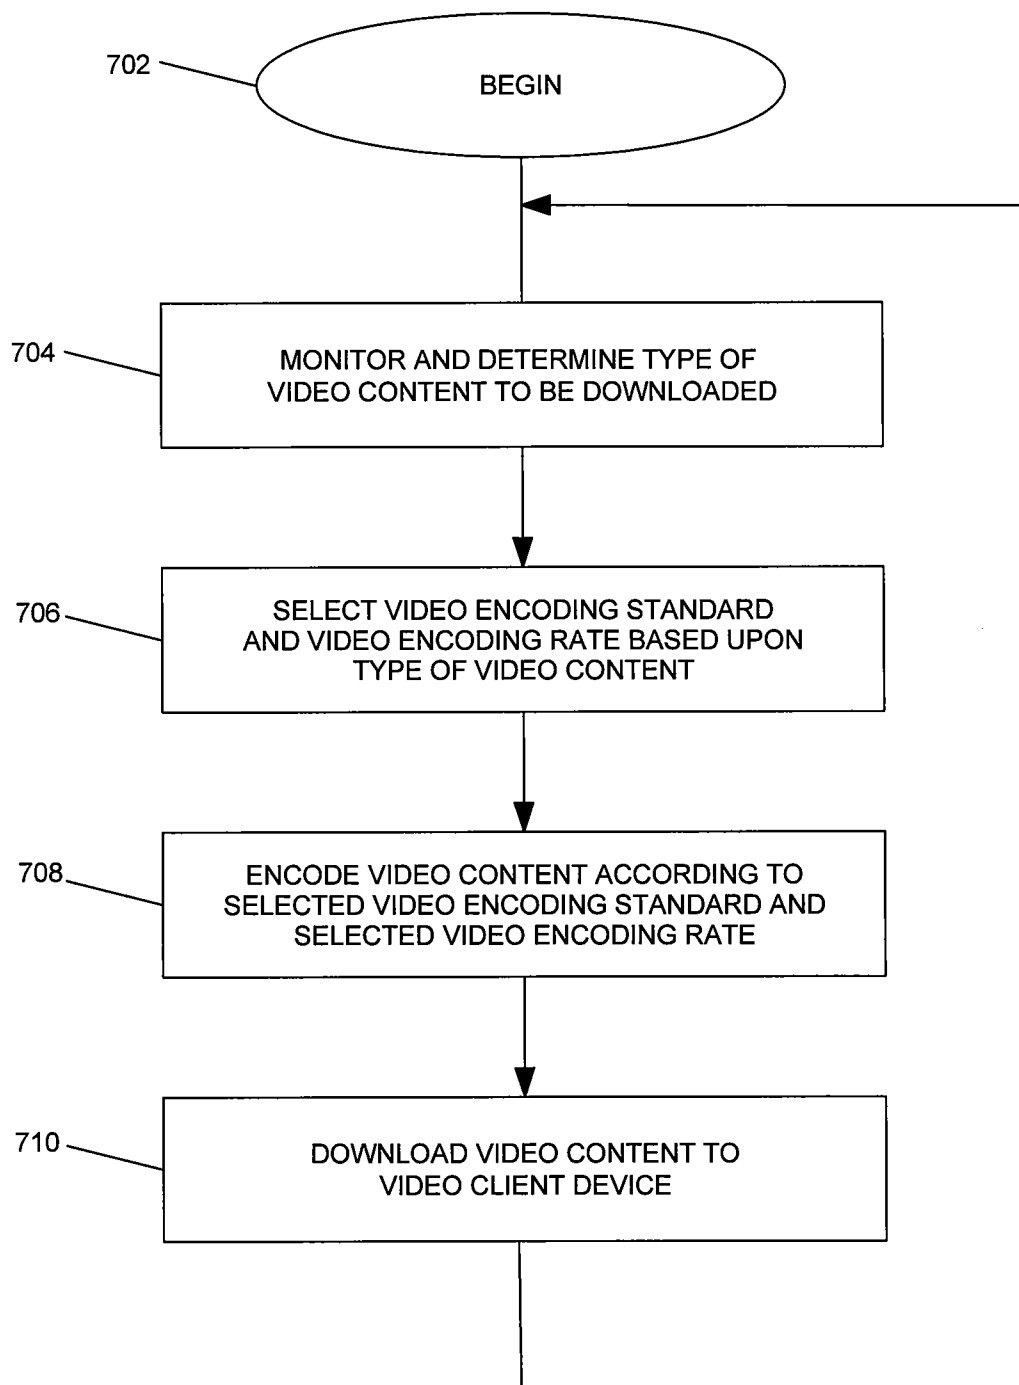 702
BEGIN
704
MONITOR AND DETERMINE TYPE OF
VIDEO CONTENT TO BE DOWNLOADED
706
SELECT VIDEO ENCODING STANDARD
AND VIDEO ENCODING RATE BASED UPON
TYPE OF VIDEO CONTENT
708
ENCODE VIDEO CONTENT ACCORDING TO
SELECTED VIDEO ENCODING STANDARD AND
SELECTED VIDEO ENCODING RATE
710
DOWNLOAD VIDEO CONTENT TO
VIDEO CLIENT DEVICE